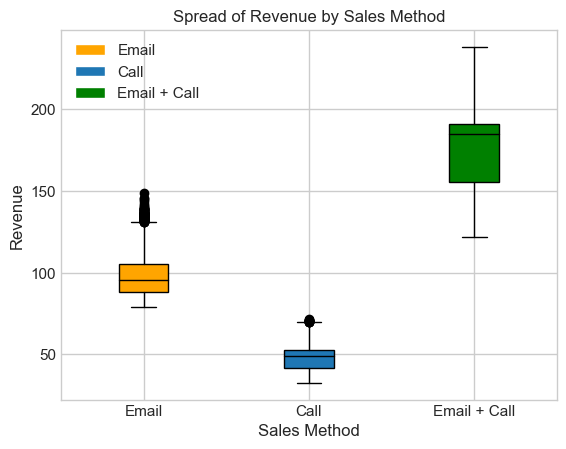 Spread of Revenue by Sales Method
Email
Call
Email + Call
200
150
100
50
Revenue
Email
Call
Email + Call
Sales Method